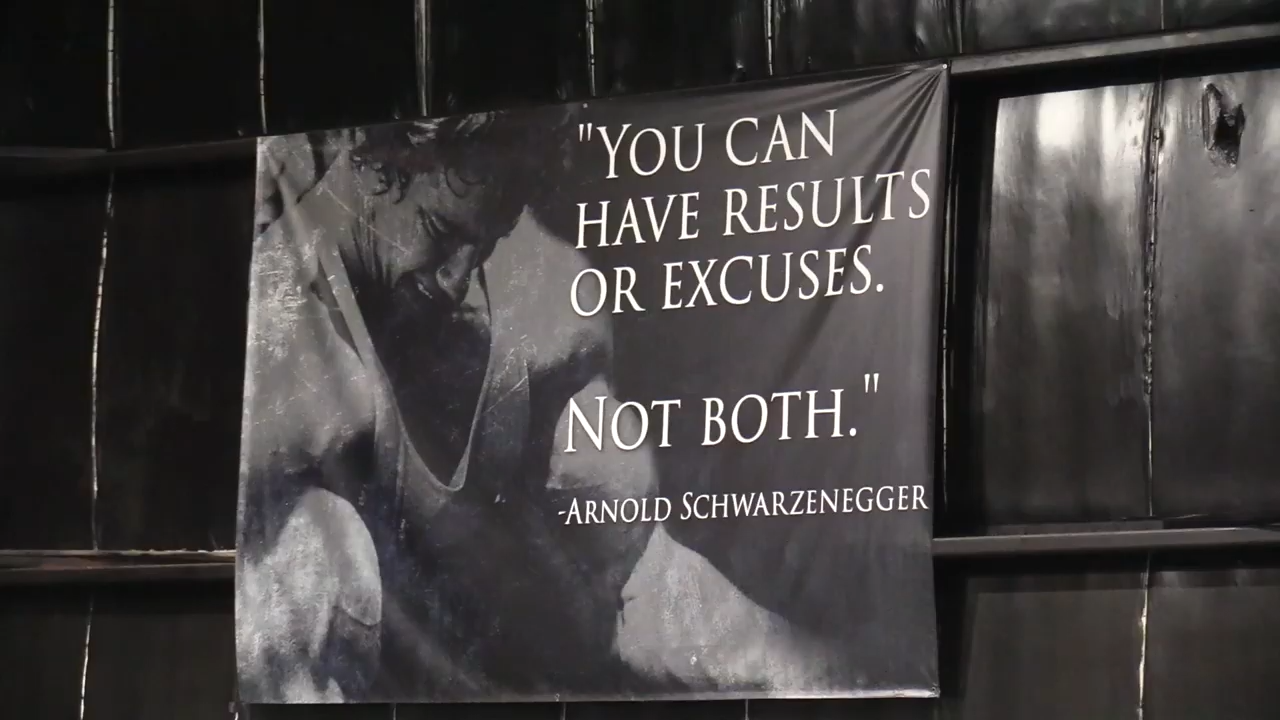 "YOU CAN
HAVE RESULTS
OR EXCUSES.
NOT BOTH."
-ARNOLD SCHWARZENEGGER